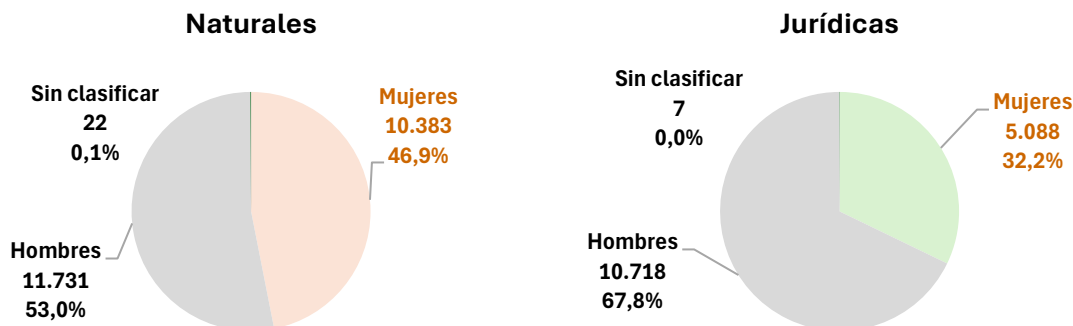 Naturales
Sin clasificar
22
0,1%
Mujeres
10.383
46,9%
Hombres
11.731
53,0%
Jurídicas
Sin clasificar
7
0,0%
Mujeres
5.088
32,2%
Hombres
10.718
67,8%